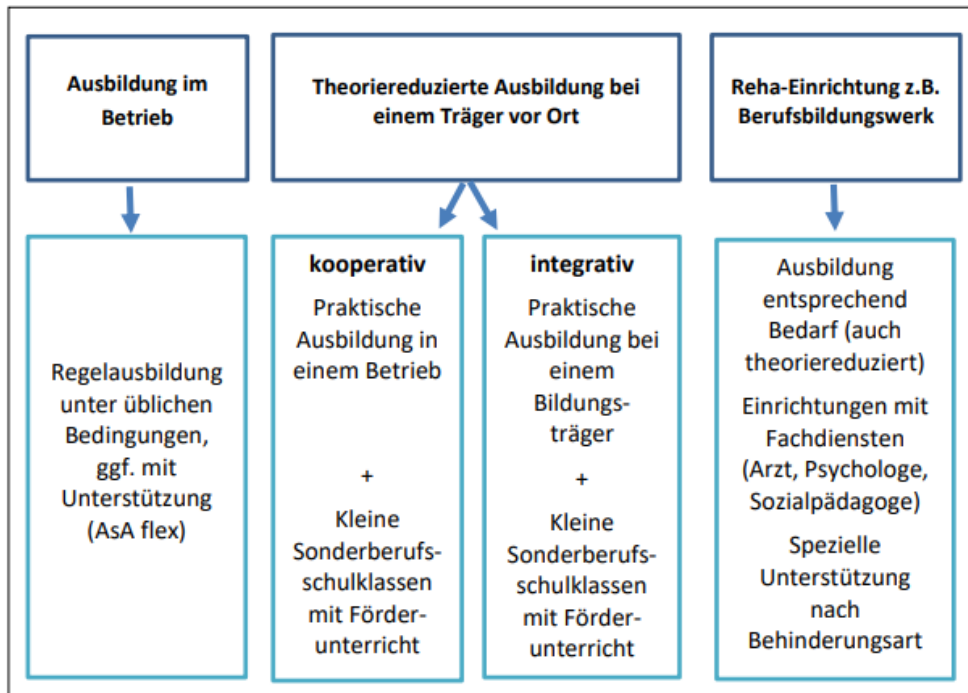 Ausbildung im
Betrieb
Theoriereduzierte Ausbildung bei
einem Träger vor Ort
Reha-Einrichtung z.B.
Berufsbildungswerk
Regelausbildung
unter üblichen
Bedingungen,
ggf. mit
Unterstützung
(AsA flex)
kooperativ
Praktische
Ausbildung in
einem Betrieb
+
Kleine
Sonderberufs-
schulklassen
mit Förder-
unterricht
integrativ
Praktische
Ausbildung bei
einem
Bildungs-
träger
+
Kleine
Sonderberufs-
schulklassen
mit Förder-
unterricht
Ausbildung
entsprechend
Bedarf (auch
theoriereduziert)
Einrichtungen mit
Fachdiensten
(Arzt, Psychologe,
Sozialpädagoge)
Spezielle
Unterstützung
nach
Behinderungsart